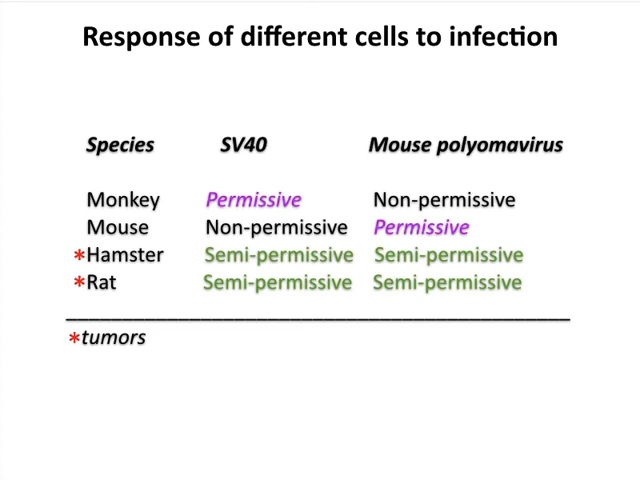 Response of different cells to infection
Species SV40 Mouse polyomavirus
Monkey Permissive Non-permissive
Mouse Non-permissive Permissive
*Hamster Semi-permissive Semi-permissive
*Rat Semi-permissive Semi-permissive
*tumors